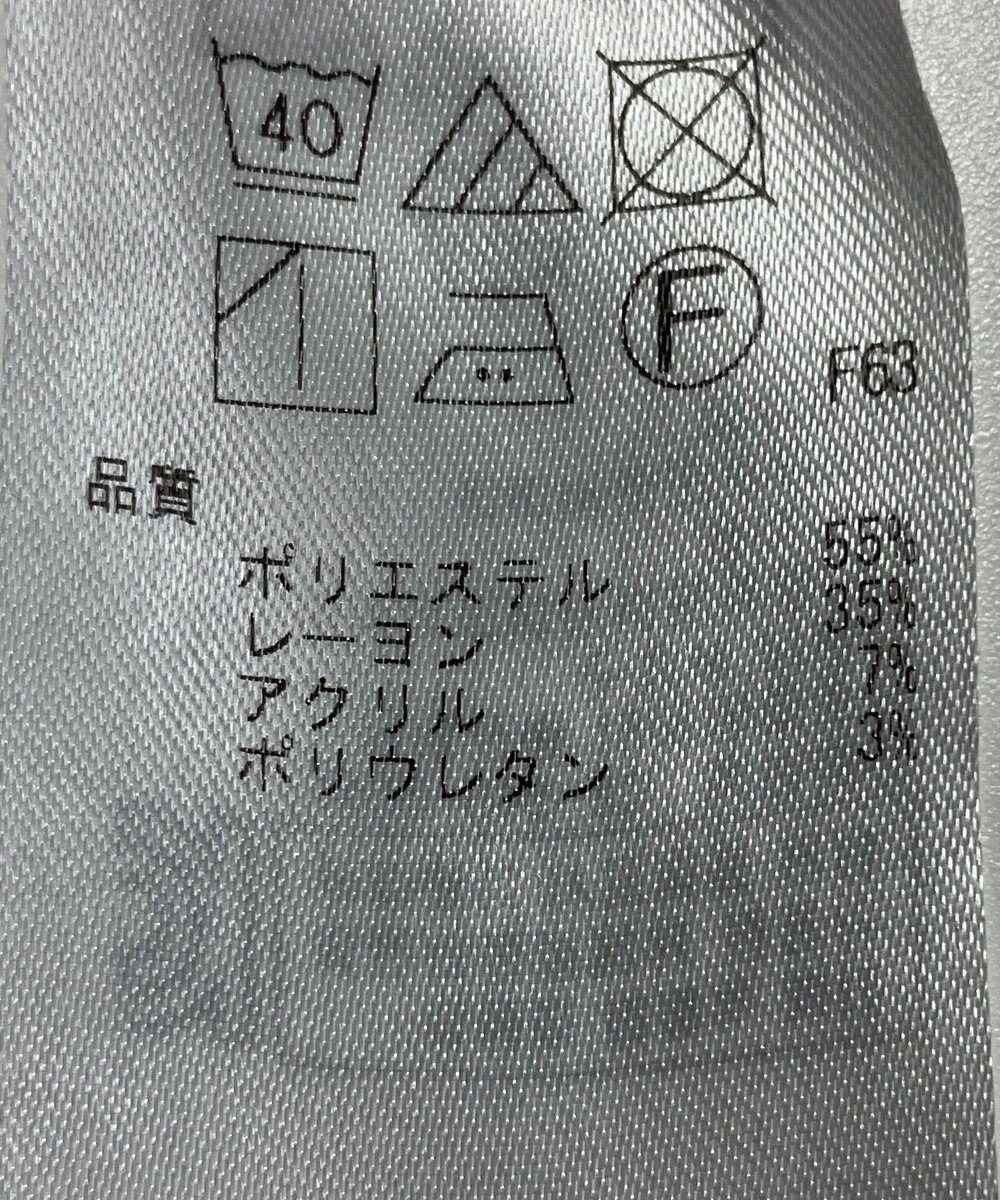 40
F
F63
品質
ポリエステル 55%
レーヨン 35%
アクリル 7%
ポリウレタン 3%